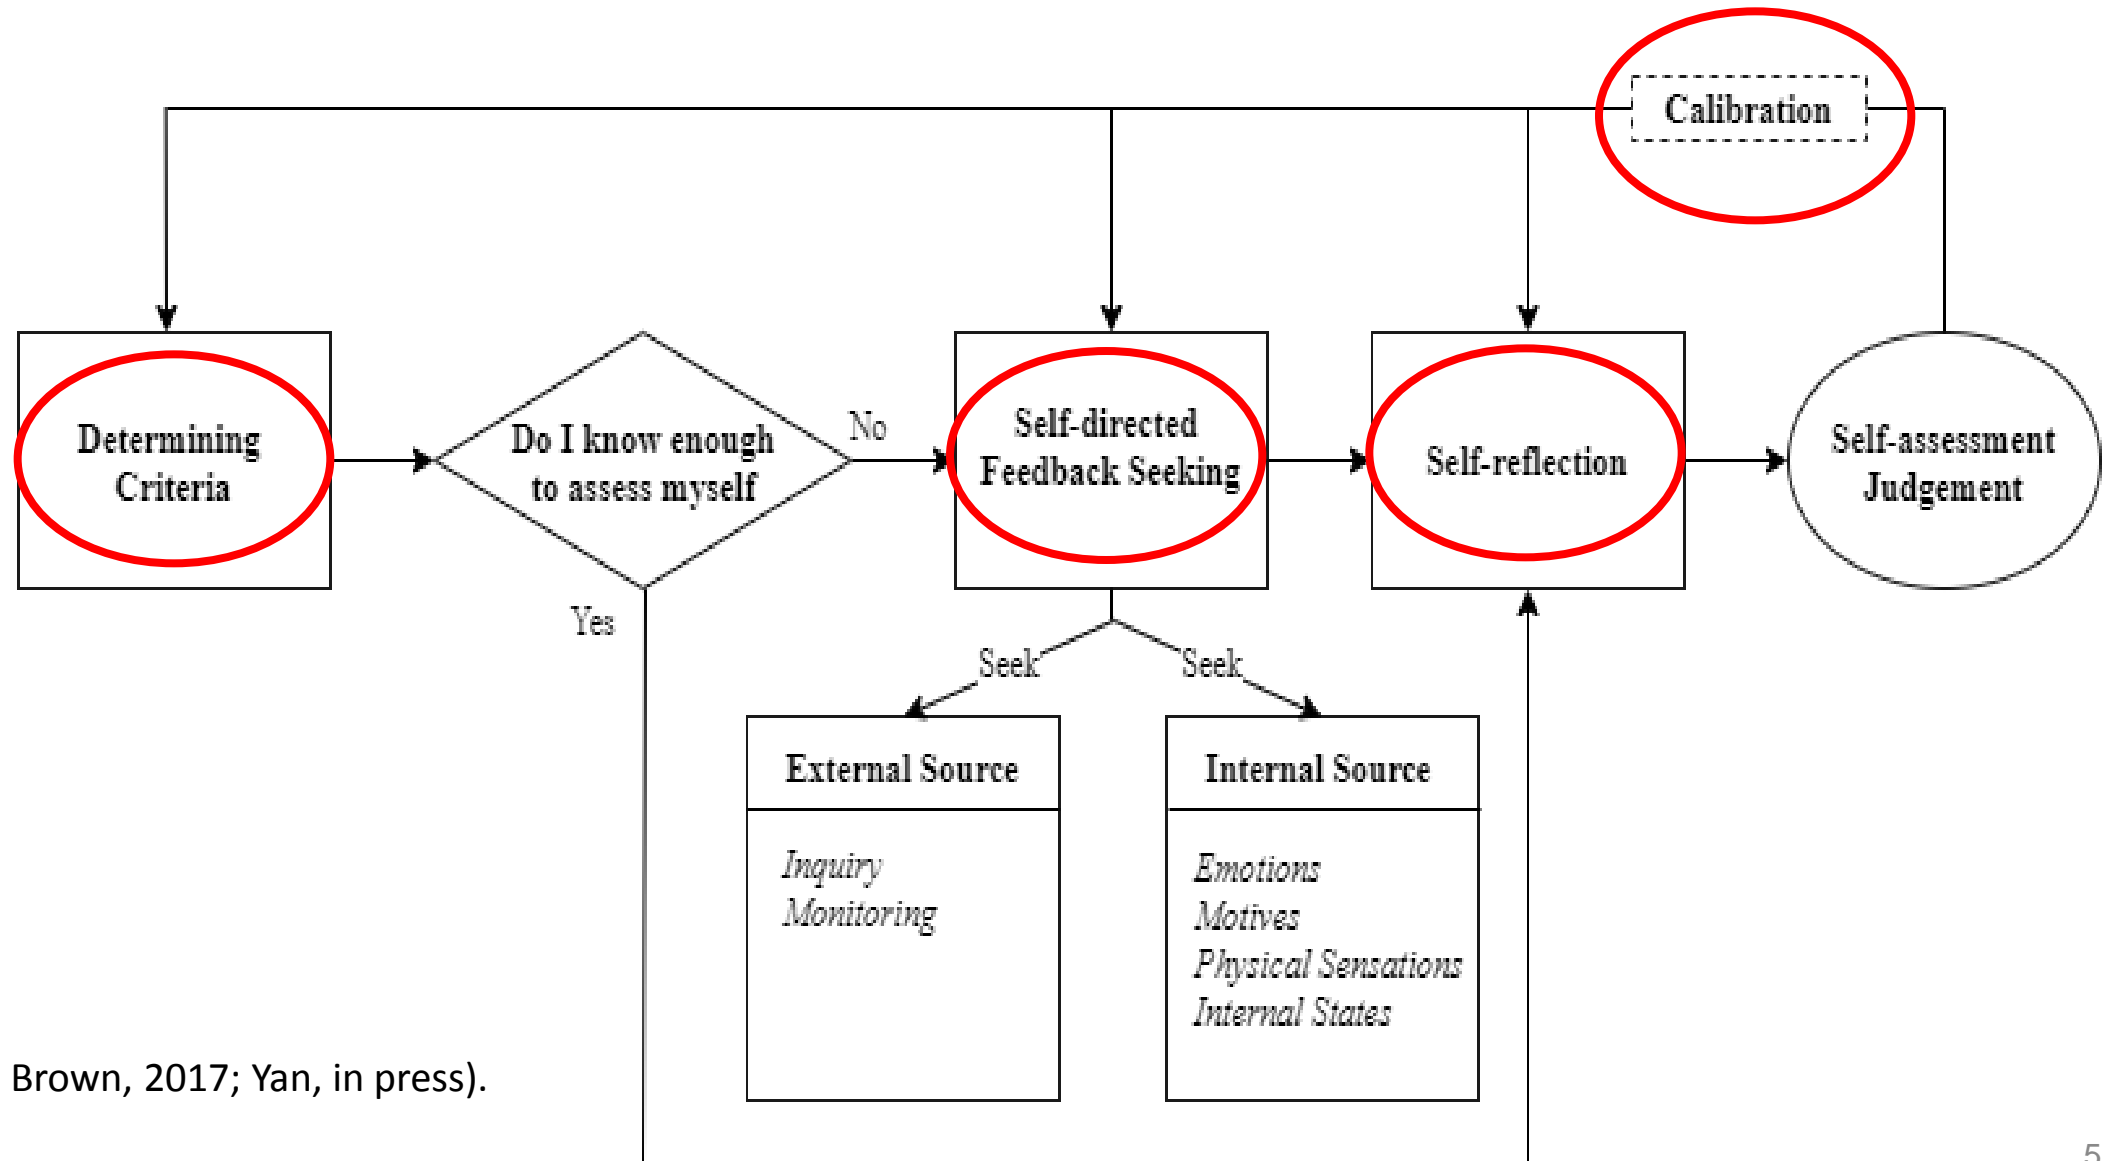 Calibration
Determining
Criteria
Do I know enough
to assess myself
No
Yes
Self-directed
Feedback Seeking
Self-reflection
Self-assessment
Judgement
Seek
Seek
External Source
Inquiry
Monitoring
Internal Source
Emotions
Motives
Physical Sensations
Internal States
Brown, 2017; Yan, in press).
5